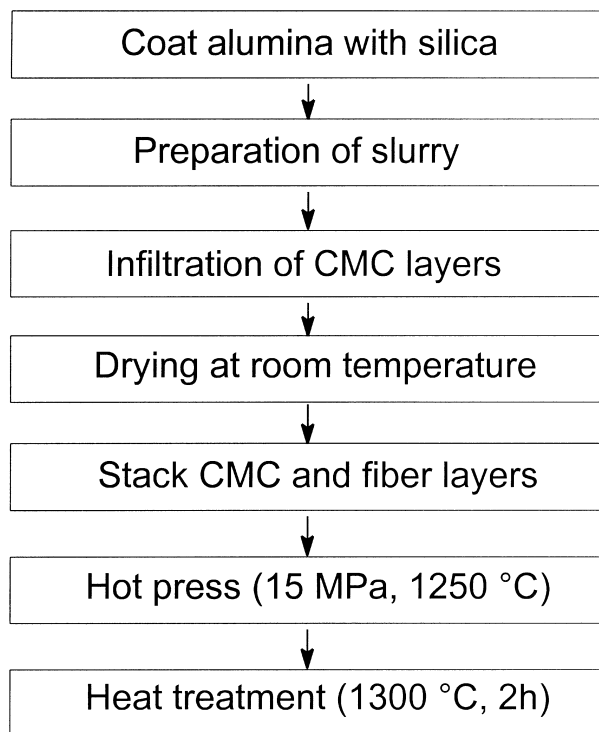 Coat alumina with silica
Preparation of slurry
Infiltration of CMC layers
Drying at room temperature
Stack CMC and fiber layers
Hot press (15 MPa, 1250 °C)
Heat treatment (1300 °C, 2h)